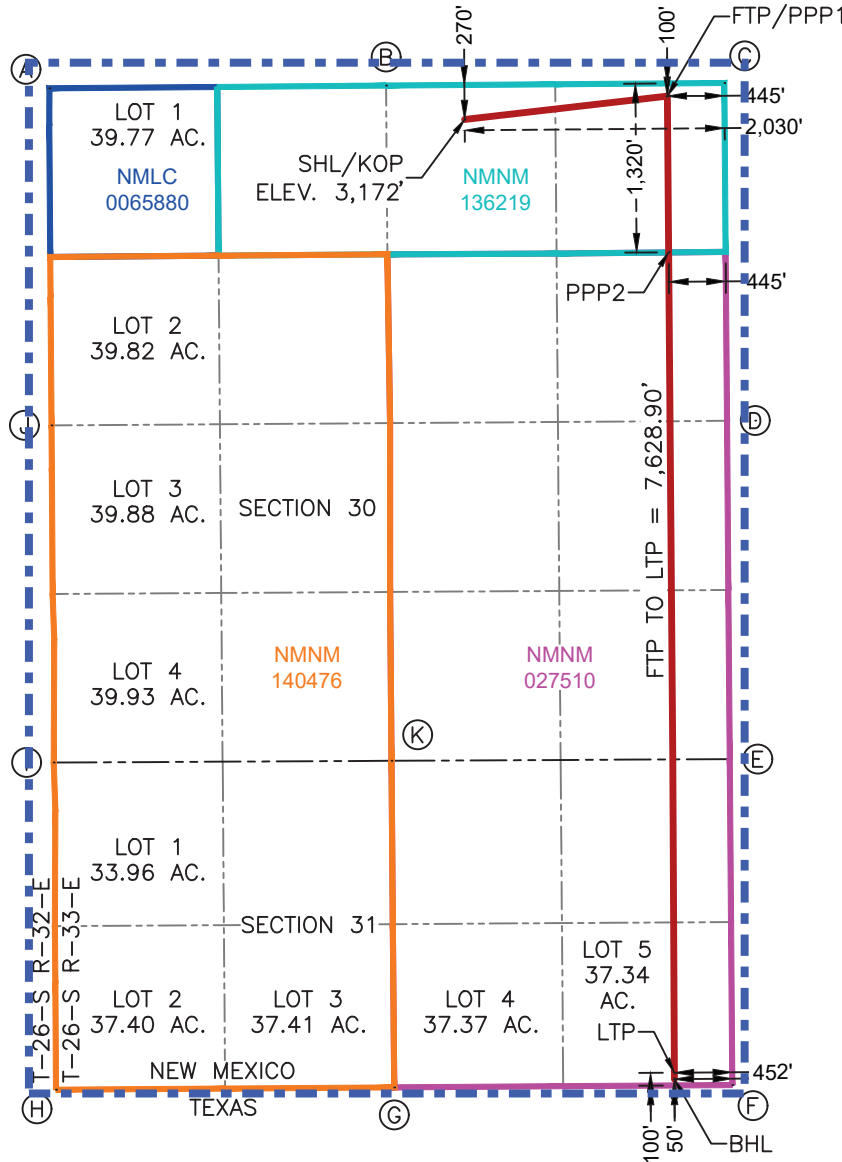 270'
100'
FTP/PPP1
A
B
C
LOT 1
39.77 AC.
445'
2,030'
SHL/KOP
ELEV. 3,172'
1,320'
NMLC
0065880
NMNM
136219
PPP2
445'
LOT 2
39.82 AC.
J
D
FTP TO LTP = 7,628.90'
LOT 3
39.88 AC.
SECTION 30
LOT 4
39.93 AC.
NMNM
140476
NMNM
027510
K
I
E
LOT 1
33.96 AC.
T-26-S R-32-E
T-26-S R-33-E
SECTION 31
LOT 5
37.34
AC.
LOT 2
37.40 AC.
LOT 3
37.41 AC.
LOT 4
37.37 AC.
LTP
NEW MEXICO
452'
H
TEXAS
G
F
100'
50'
BHL